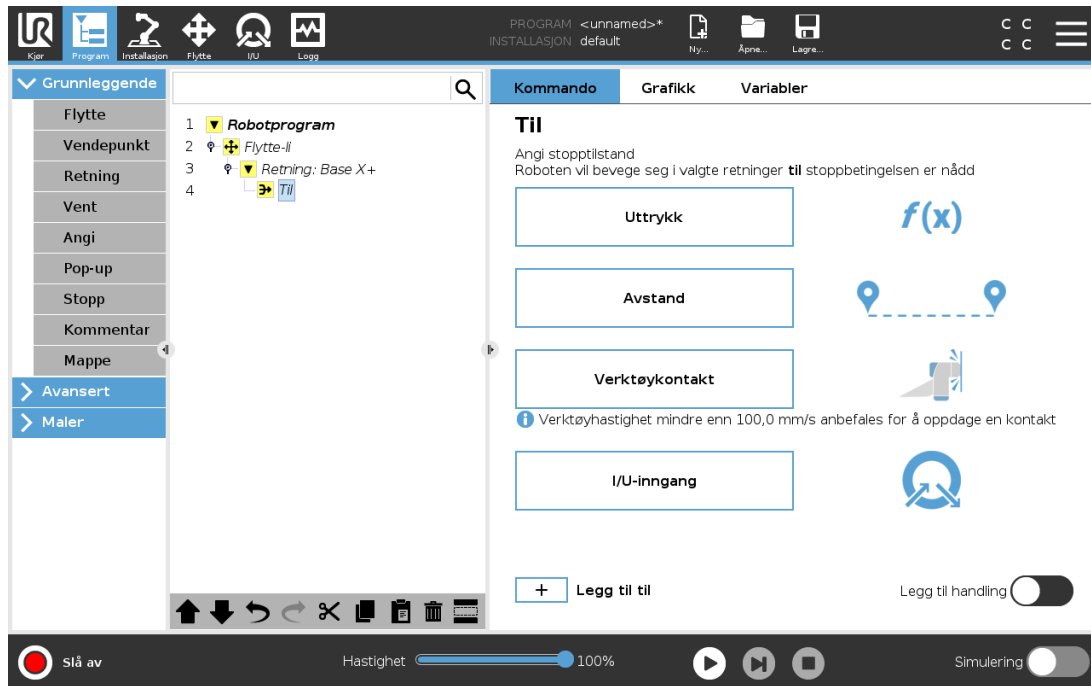 PROGRAM <unnamed>*
INSTALLASJON default
Kjør Program Installasjon Flytte I/U Logg Ny... Åpne... Lagre...
C C
C C
Grunnleggende
Flytte
Vendepunkt
Retning
Vent
Angi
Pop-up
Stopp
Kommentar
Mappe
Avansert
Maler
1 Robotprogram
2 Flytte-li
3 Retning: Base X+
4 Til
Kommando Grafikk Variabler
Til
Angi stopptilstand
Roboten vil bevege seg i valgte retninger til stoppbetingelsen er nådd
Uttrykk f(x)
Avstand
Verktøykontakt
Verktøyhastighet mindre enn 100,0 mm/s anbefales for å oppdage en kontakt
I/U-inngang
+ Legg til til Legg til handling
Slå av Hastighet 100% Simulering